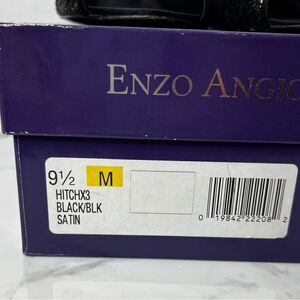 ENZO ANGIO
9½ M
HITCHX3
BLACK/BLK
SATIN
0 19842 22208 2